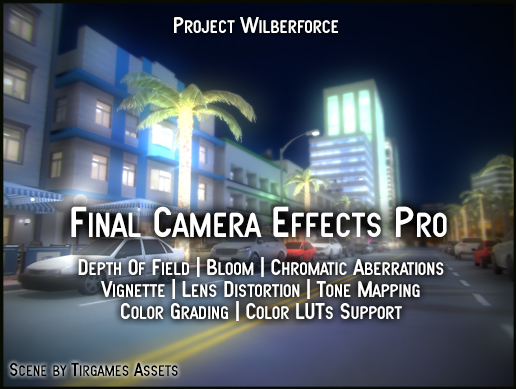 Project Wilberforce
Final Camera Effects Pro
Depth Of Field | Bloom | Chromatic Aberrations
Vignette | Lens Distortion | Tone Mapping
Color Grading | Color LUTs Support
Scene by Tirgames Assets